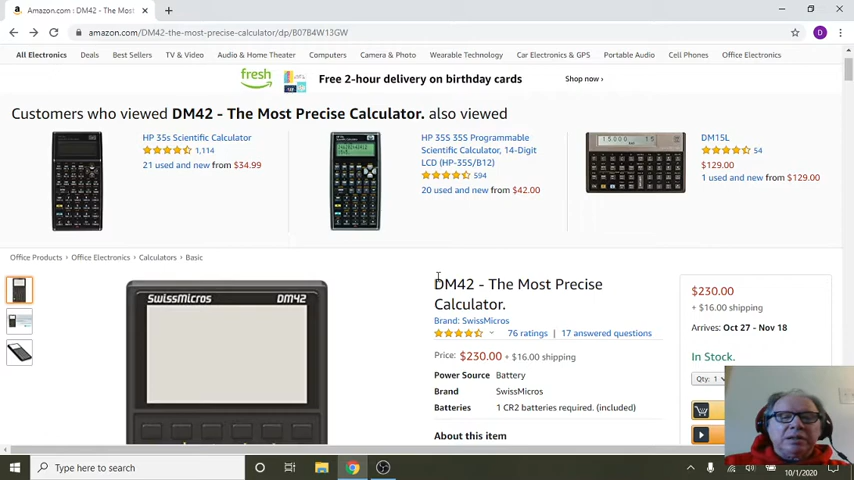 Amazon.com : DM42 - The Most P
amazon.com/DM42-the-most-precise-calculator/dp/B07B4W13GW
All Electronics Deals Best Sellers TV & Video Audio & Home Theater Computers Camera & Photo Wearable Technology Car Electronics & GPS Portable Audio Cell Phones Office Electronics
fresh Free 2-hour delivery on birthday cards Shop now ›
Customers who viewed DM42 - The Most Precise Calculator. also viewed
HP 35s Scientific Calculator
1,114
21 used and new from $34.99
HP 35S 35S Programmable
Scientific Calculator, 14-Digit
LCD (HP-35S/B12)
594
20 used and new from $42.00
DM15L
54
$129.00
1 used and new from $129.00
Office Products › Office Electronics › Calculators › Basic
SwissMicros DM42
DM42 - The Most Precise
Calculator.
Brand: SwissMicros
76 ratings | 17 answered questions
Price: $230.00 + $16.00 shipping
Power Source Battery
Brand SwissMicros
Batteries 1 CR2 batteries required. (included)
About this item
$230.00
+ $16.00 shipping
Arrives: Oct 27 - Nov 18
In Stock.
Qty: 1
Type here to search
10/1/2020